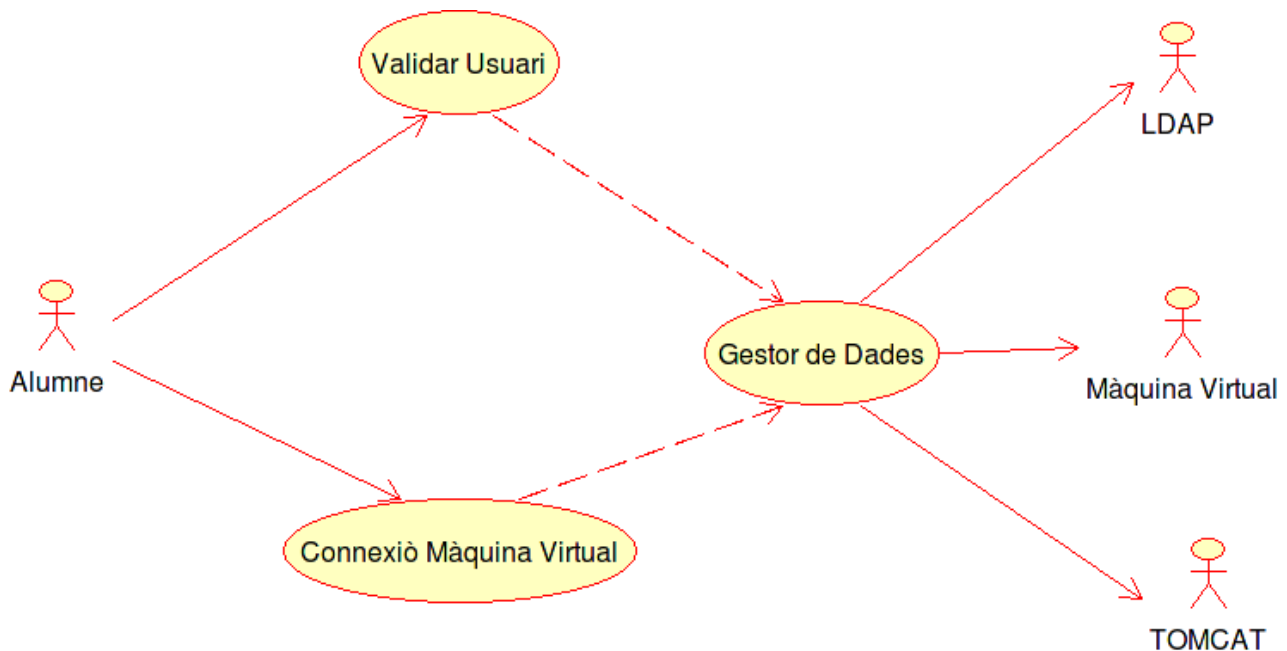 Validar Usuari
LDAP
Alumne
Gestor de Dades
Màquina Virtual
Connexiò Màquina Virtual
TOMCAT